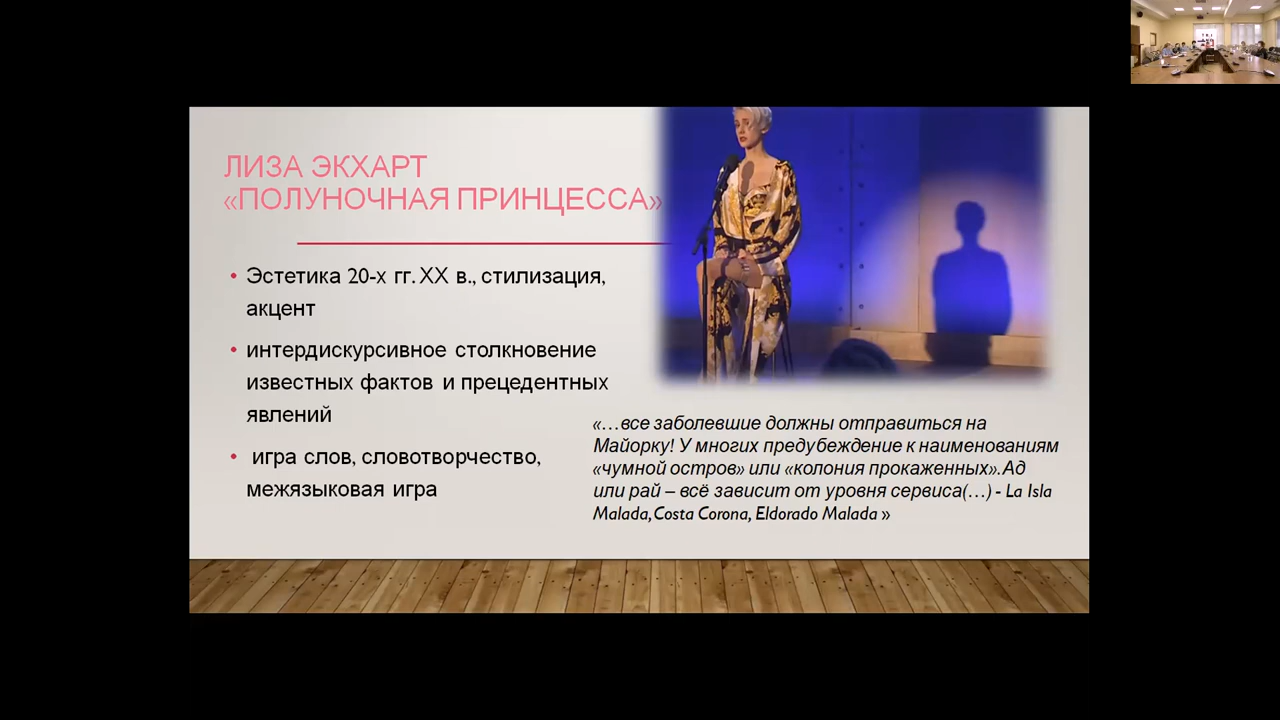 ЛИЗА ЭКХАРТ
«ПОЛУНОЧНАЯ ПРИНЦЕССА»
• Эстетика 20-х гг. XX в., стилизация,
акцент
• интердискурсивное столкновение
известных фактов и прецедентных
явлений
• игра слов, словотворчество,
межязыковая игра
«…все заболевшие должны отправиться на
Майорку! У многих предубеждение к наименованиям
«чумной остров» или «колония прокаженных».Ад
или рай – всё зависит от уровня сервиса(…) - La Isla
Malada, Costa Corona, Eldorado Malada »